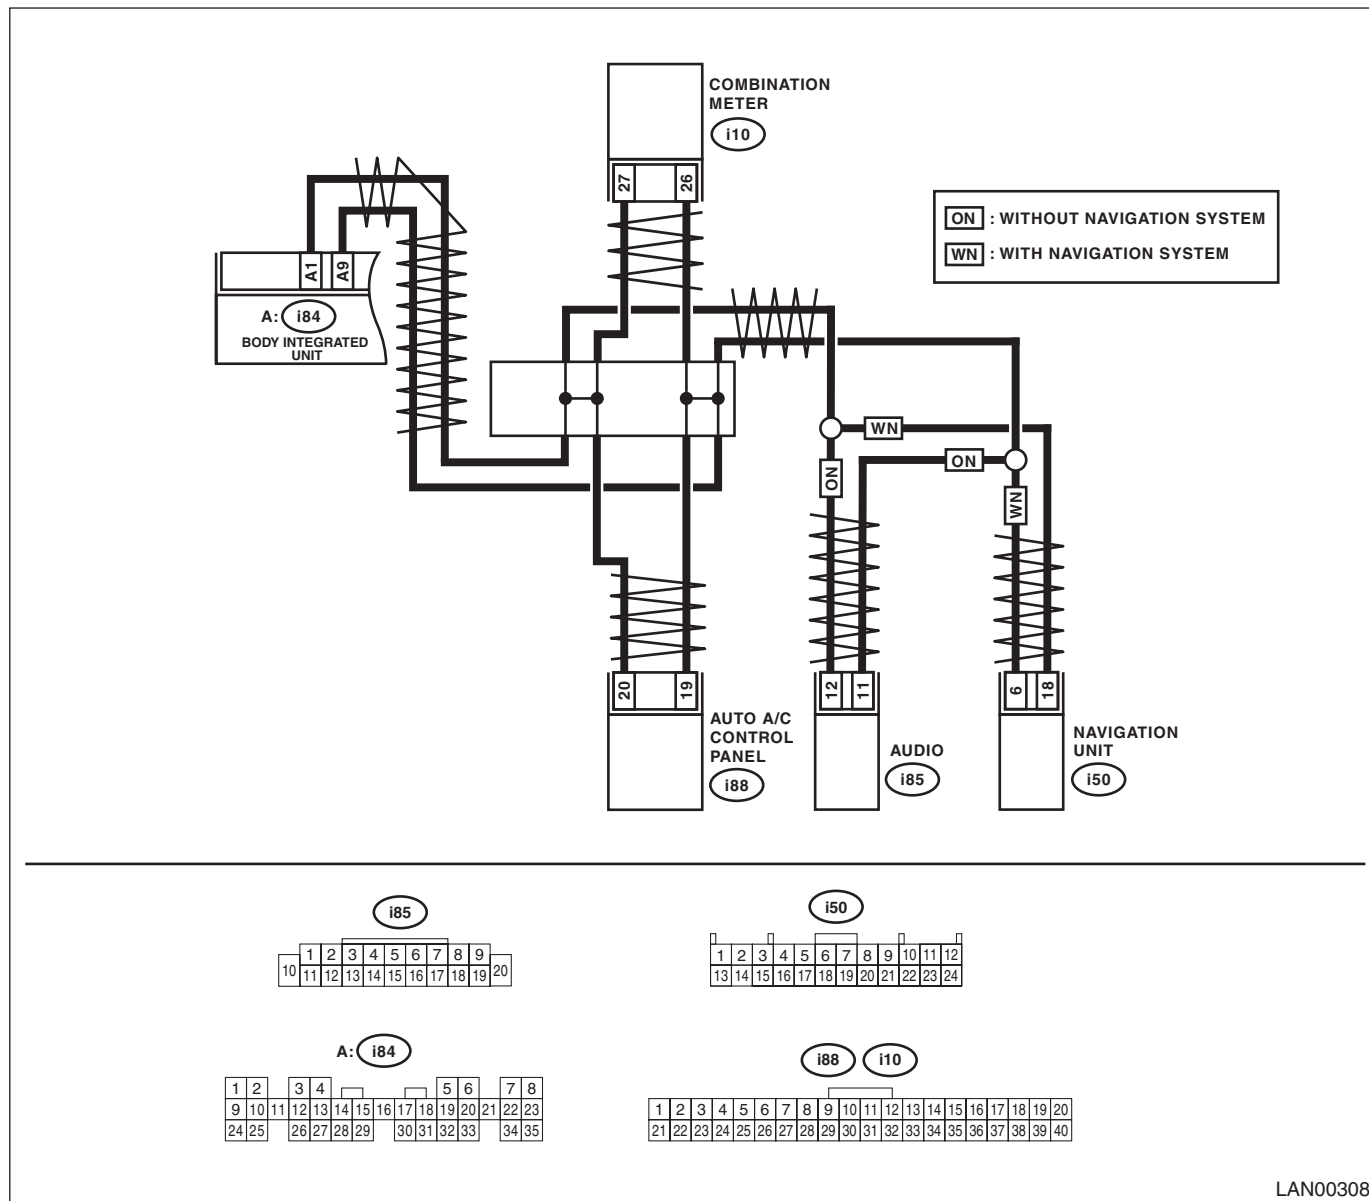 COMBINATION
METER
i10
27
26
ON : WITHOUT NAVIGATION SYSTEM
WN : WITH NAVIGATION SYSTEM
A1
A9
A: i84
BODY INTEGRATED
UNIT
WN
ON
ON
WN
20
19
12
11
6
18
AUTO A/C
CONTROL
PANEL
i88
AUDIO
i85
NAVIGATION
UNIT
i50
i85
1 2 3 4 5 6 7 8 9
10 11 12 13 14 15 16 17 18 19 20
i50
1 2 3 4 5 6 7 8 9 10 11 12
13 14 15 16 17 18 19 20 21 22 23 24
A: i84
1 2 3 4 5 6 7 8
9 10 11 12 13 14 15 16 17 18 19 20 21 22 23
24 25 26 27 28 29 30 31 32 33 34 35
i88 i10
1 2 3 4 5 6 7 8 9 10 11 12 13 14 15 16 17 18 19 20
21 22 23 24 25 26 27 28 29 30 31 32 33 34 35 36 37 38 39 40
LAN00308